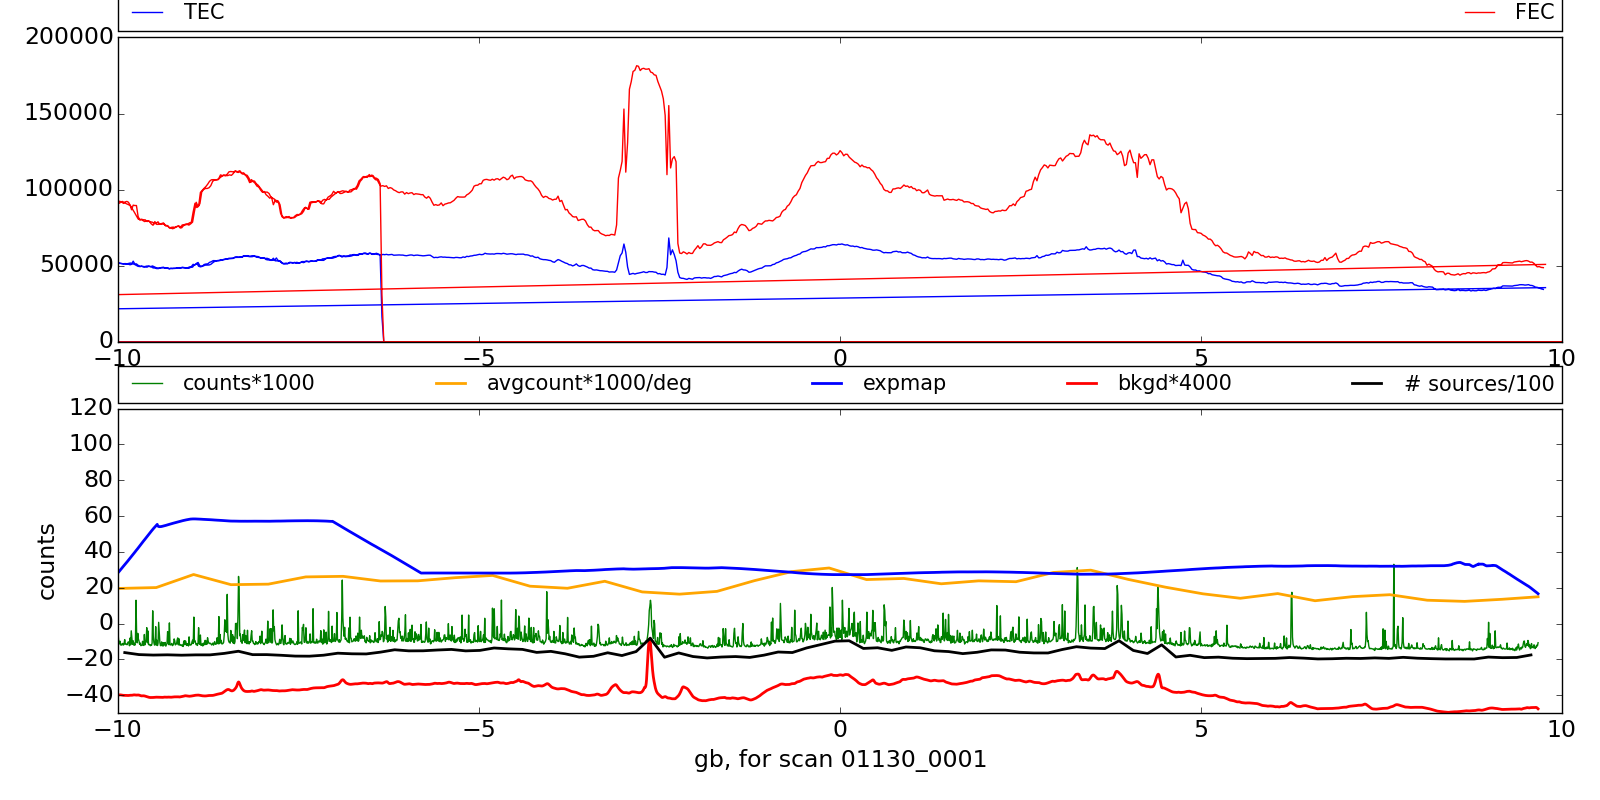 TEC FEC
200000
150000
100000
50000
0
−10 −5 0 5 10
counts*1000 avgcount*1000/deg expmap bkgd*4000 # sources/100
120
100
80
60
40
20
0
−20
−40
counts
−10 −5 0 5 10
gb, for scan 01130_0001